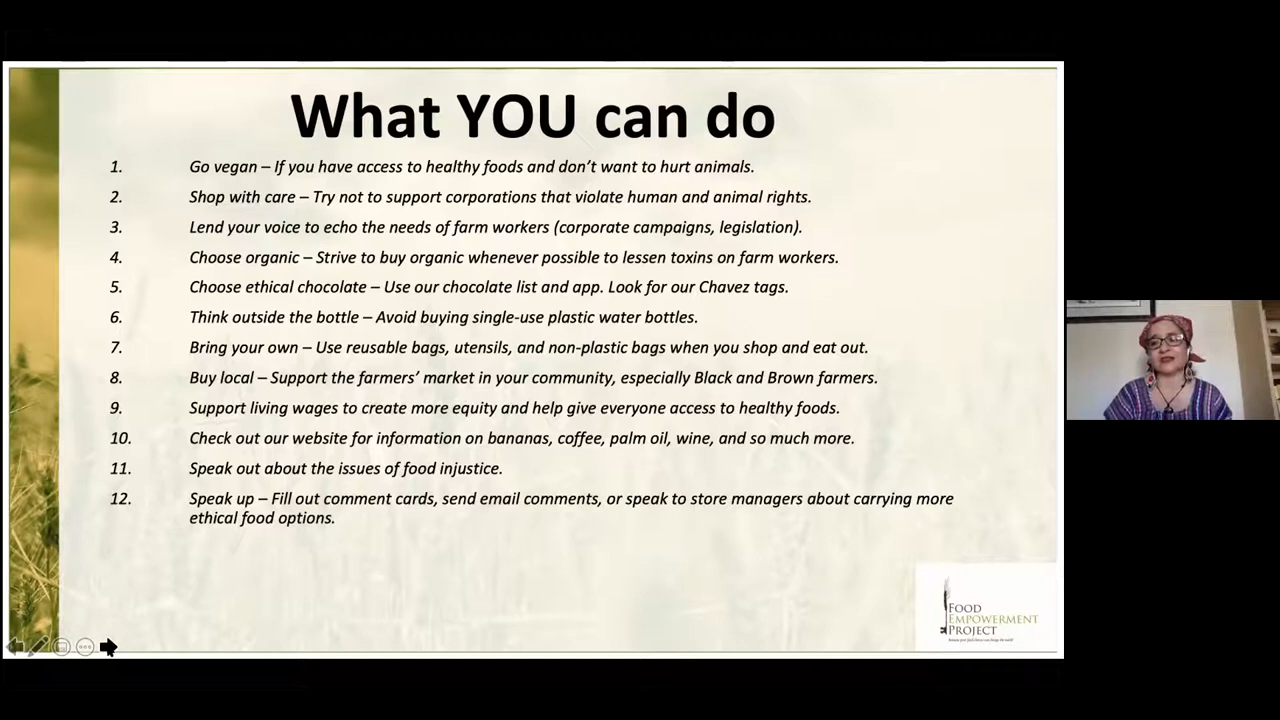 What YOU can do
1. Go vegan – If you have access to healthy foods and don't want to hurt animals.
2. Shop with care – Try not to support corporations that violate human and animal rights.
3. Lend your voice to echo the needs of farm workers (corporate campaigns, legislation).
4. Choose organic – Strive to buy organic whenever possible to lessen toxins on farm workers.
5. Choose ethical chocolate – Use our chocolate list and app. Look for our Chavez tags.
6. Think outside the bottle – Avoid buying single-use plastic water bottles.
7. Bring your own – Use reusable bags, utensils, and non-plastic bags when you shop and eat out.
8. Buy local – Support the farmers' market in your community, especially Black and Brown farmers.
9. Support living wages to create more equity and help give everyone access to healthy foods.
10. Check out our website for information on bananas, coffee, palm oil, wine, and so much more.
11. Speak out about the issues of food injustice.
12. Speak up – Fill out comment cards, send email comments, or speak to store managers about carrying more
ethical food options.
FOOD
EMPOWERMENT
PROJECT